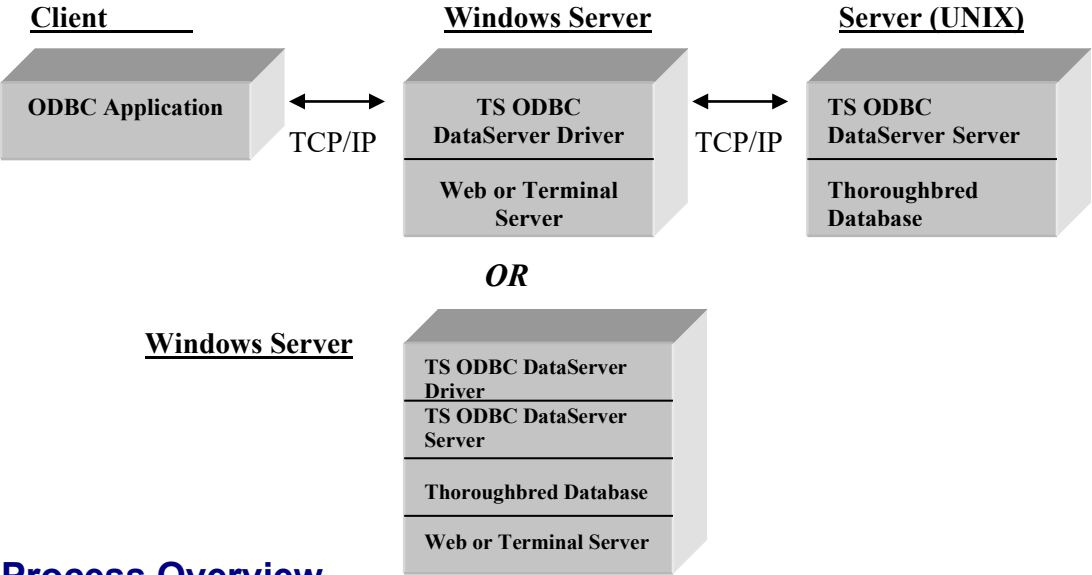 Client
Windows Server
Server (UNIX)
ODBC Application
TCP/IP
TS ODBC
DataServer Driver
Web or Terminal
Server
TCP/IP
TS ODBC
DataServer Server
Thoroughbred
Database
OR
Windows Server
TS ODBC DataServer
Driver
TS ODBC DataServer
Server
Thoroughbred Database
Web or Terminal Server
Process Overview